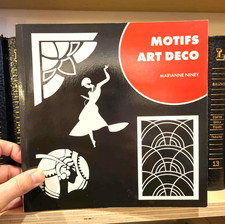 MOTIFS
ART DECO
MARIANNE NINEY
13